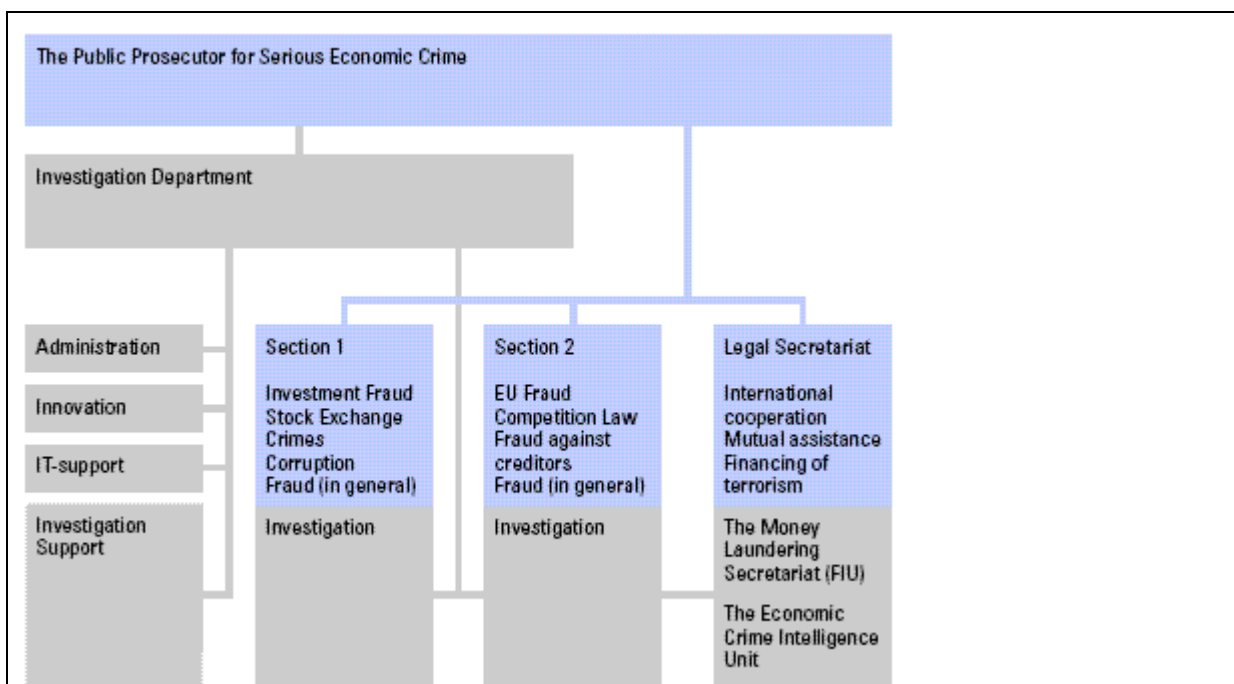 The Public Prosecutor for Serious Economic Crime
Investigation Department
Administration
Innovation
IT-support
Investigation
Support
Section 1
Investment Fraud
Stock Exchange
Crimes
Corruption
Fraud (in general)
Investigation
Section 2
EU Fraud
Competition Law
Fraud against
creditors
Fraud (in general)
Investigation
Legal Secretariat
International
cooperation
Mutual assistance
Financing of
terrorism
The Money
Laundering
Secretariat (FIU)
The Economic
Crime Intelligence
Unit